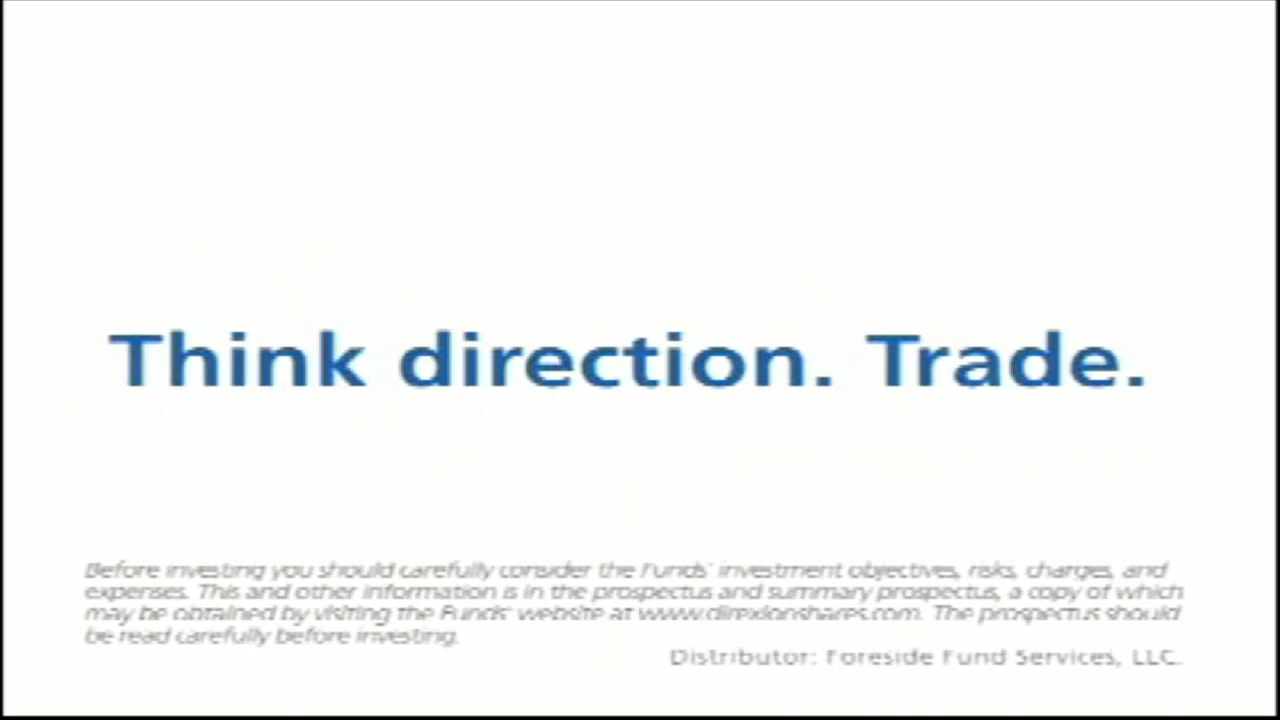 Think direction. Trade.
Before investing you should carefully consider the Funds' investment objectives, risks, charges, and
expenses. This and other information is in the prospectus and summary prospectus, a copy of which
may be obtained by visiting the Funds' website at www.direxionshares.com. The prospectus should
be read carefully before investing.
Distributor: Foreside Fund Services, LLC.